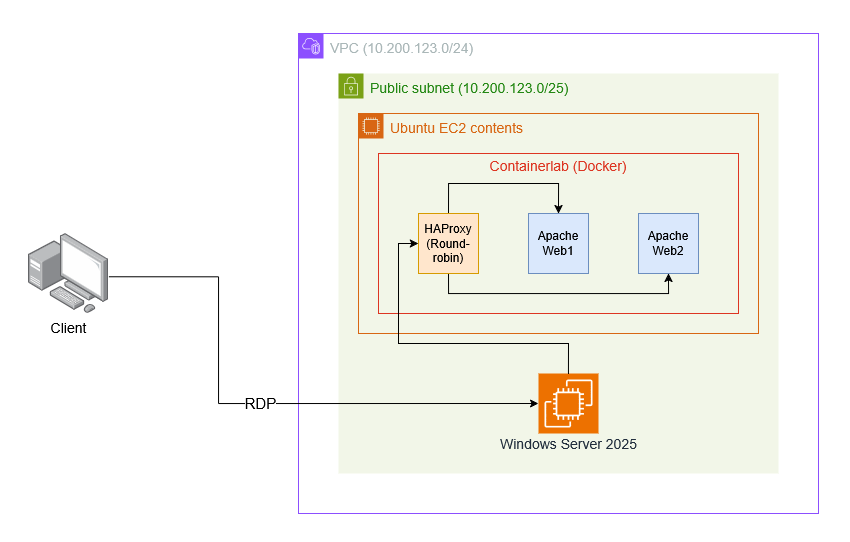 VPC (10.200.123.0/24)
Public subnet (10.200.123.0/25)
Ubuntu EC2 contents
Containerlab (Docker)
HAProxy
(Round-
robin)
Apache
Web1
Apache
Web2
Client
RDP
Windows Server 2025